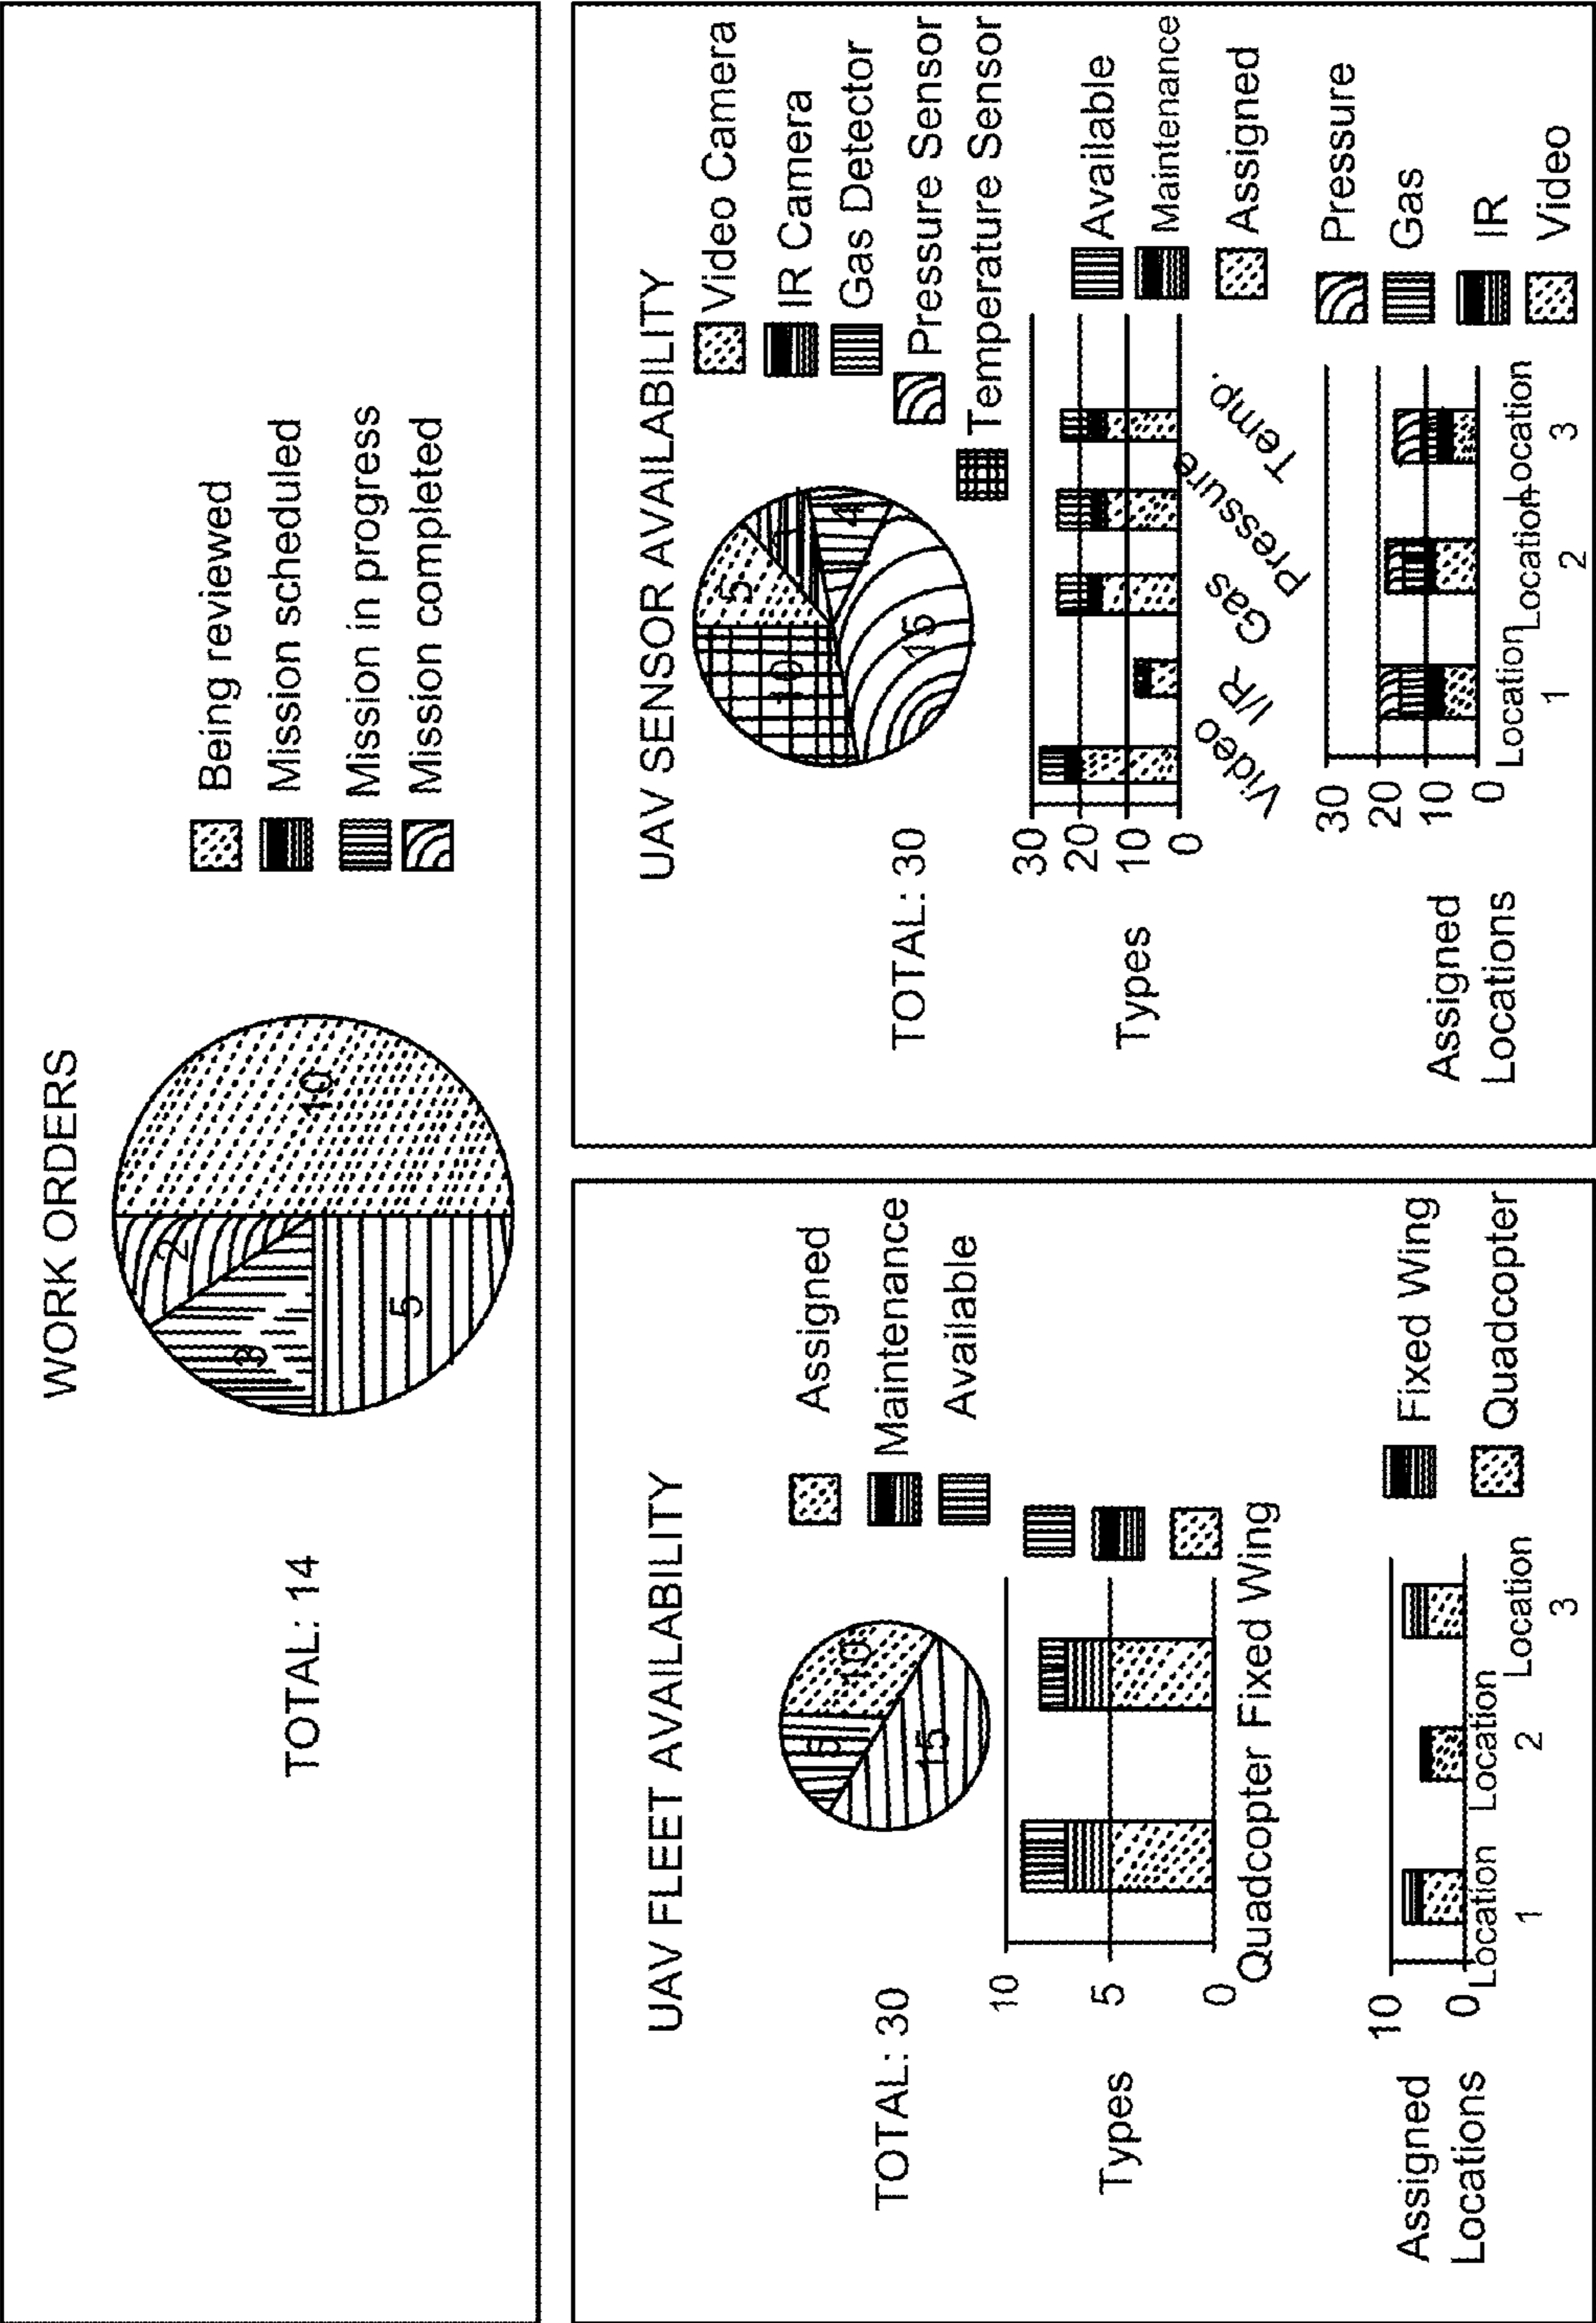 WORK ORDERS
TOTAL: 14
10
5
3
2
Being reviewed
Mission scheduled
Mission in progress
Mission completed
UAV FLEET AVAILABILITY
TOTAL: 30
10
15
5
Assigned
Maintenance
Available
Types
10
5
0
Quadcopter Fixed Wing
Assigned
Locations
10
0
Location
1
Location
2
Location
3
Fixed Wing
Quadcopter
UAV SENSOR AVAILABILITY
TOTAL: 30
5
4
15
10
Video Camera
IR Camera
Gas Detector
Pressure Sensor
Temperature Sensor
Types
30
20
10
0
Video
I/R
Gas
Pressure
Temp.
Available
Maintenance
Assigned
Assigned
Locations
30
20
10
0
Location
1
Location
2
Location
3
Pressure
Gas
IR
Video